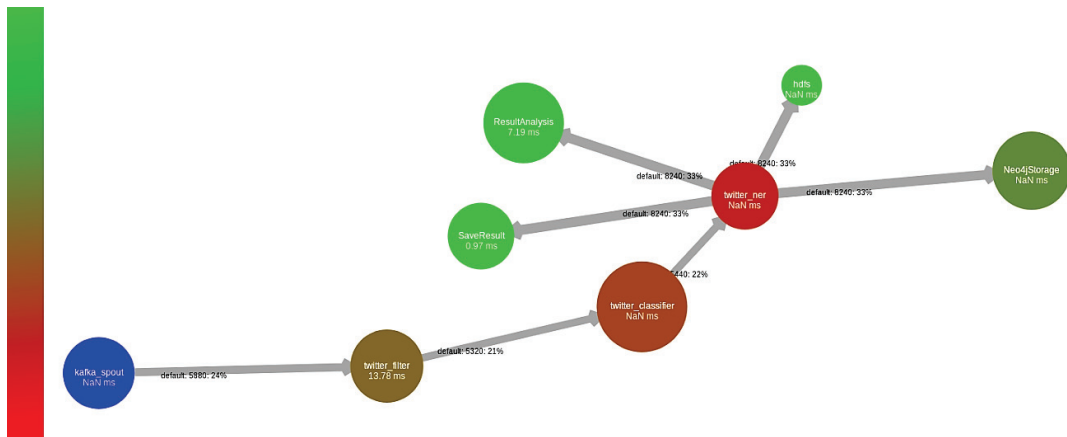 hdfs
NaN ms
ResultAnalysis
7.19 ms
default: 8240: 33%
Neo4jStorage
NaN ms
default: 8240: 33%
twitter_ner
NaN ms
default: 8240: 33%
default: 8240: 33%
SaveResult
0.97 ms
5440: 22%
twitter_classifier
NaN ms
default: 5320: 21%
twitter_filter
13.78 ms
kafka_spout
NaN ms
default: 5880: 24%